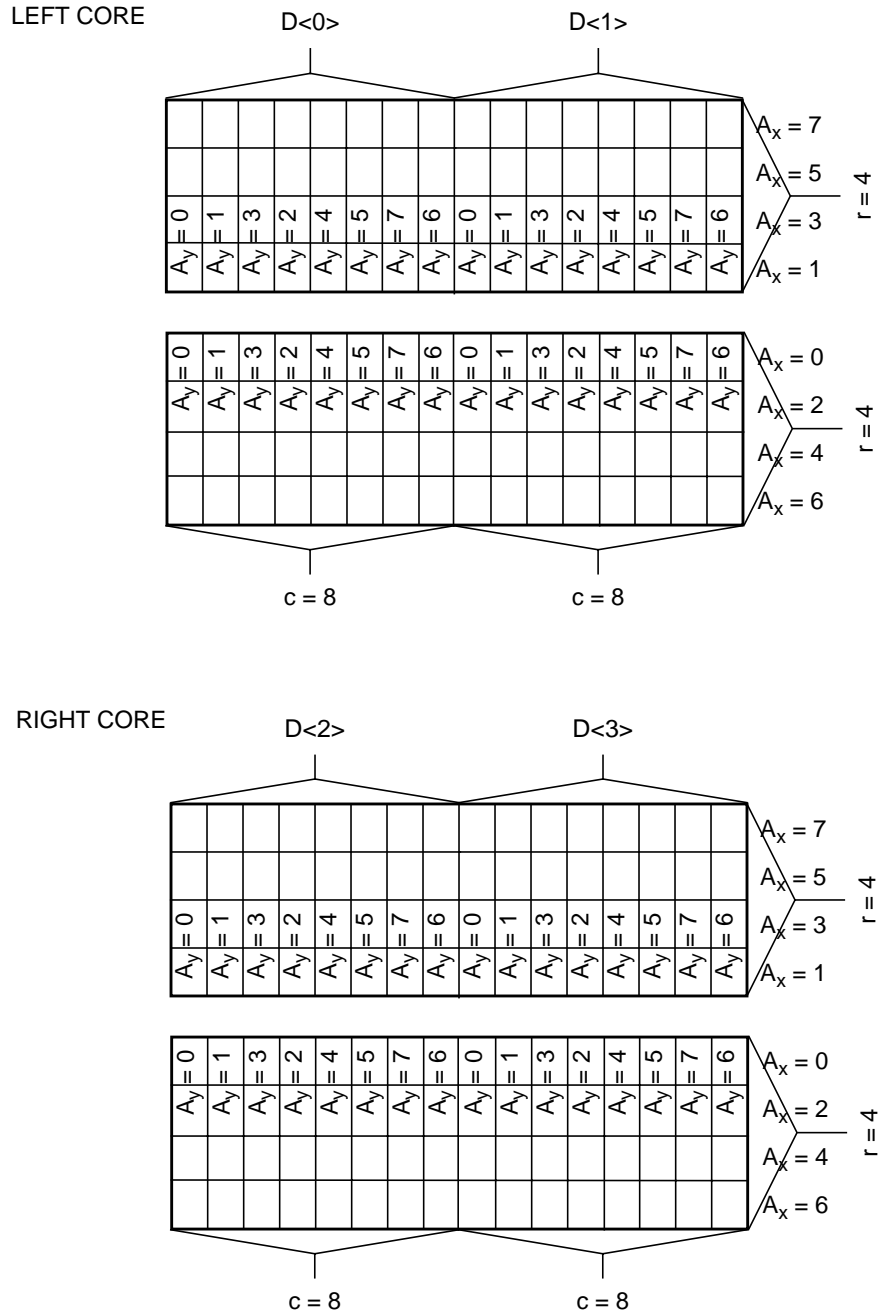 LEFT CORE
D<0> D<1>
Ax = 7
Ax = 5
Ax = 3
Ax = 1
r = 4
Ay = 0 Ay = 1 Ay = 3 Ay = 2 Ay = 4 Ay = 5 Ay = 7 Ay = 6 Ay = 0 Ay = 1 Ay = 3 Ay = 2 Ay = 4 Ay = 5 Ay = 7 Ay = 6
Ay = 0 Ay = 1 Ay = 3 Ay = 2 Ay = 4 Ay = 5 Ay = 7 Ay = 6 Ay = 0 Ay = 1 Ay = 3 Ay = 2 Ay = 4 Ay = 5 Ay = 7 Ay = 6
Ax = 0
Ax = 2
Ax = 4
Ax = 6
r = 4
c = 8 c = 8
RIGHT CORE
D<2> D<3>
Ax = 7
Ax = 5
Ax = 3
Ax = 1
r = 4
Ay = 0 Ay = 1 Ay = 3 Ay = 2 Ay = 4 Ay = 5 Ay = 7 Ay = 6 Ay = 0 Ay = 1 Ay = 3 Ay = 2 Ay = 4 Ay = 5 Ay = 7 Ay = 6
Ay = 0 Ay = 1 Ay = 3 Ay = 2 Ay = 4 Ay = 5 Ay = 7 Ay = 6 Ay = 0 Ay = 1 Ay = 3 Ay = 2 Ay = 4 Ay = 5 Ay = 7 Ay = 6
Ax = 0
Ax = 2
Ax = 4
Ax = 6
r = 4
c = 8 c = 8